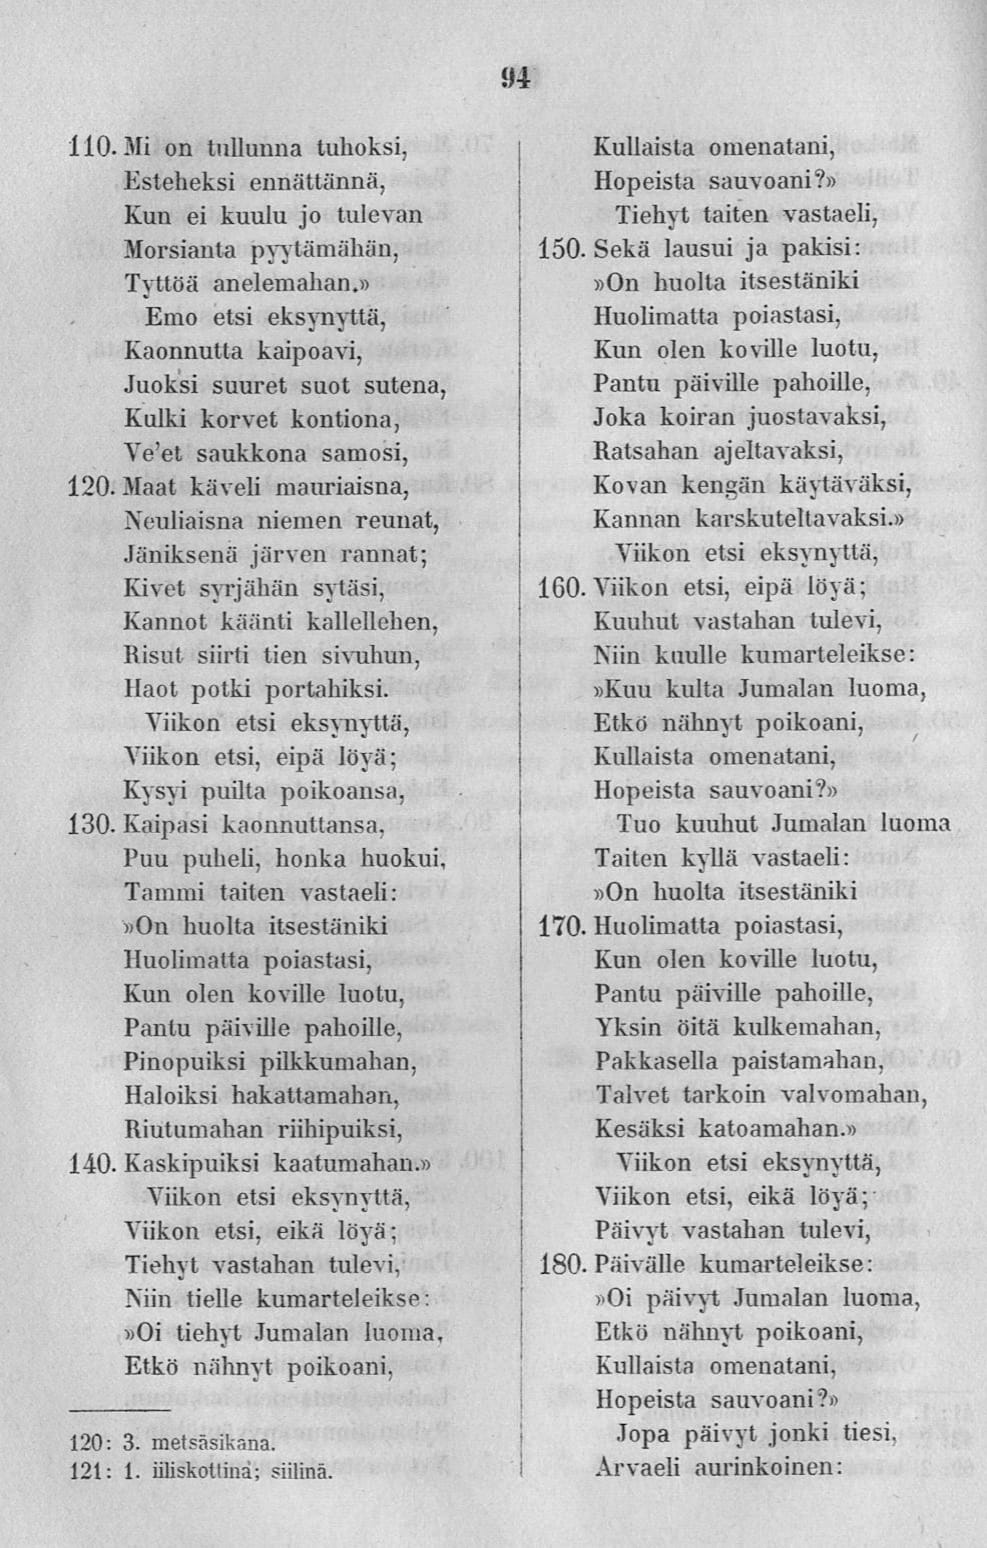 94
110. Mi on tullunna tuhoksi,
Esteheksi ennättännä,
Kun ei kuulu jo tulevan
Morsianta pyytämähän,
Tyttöä anelemahan.»
Emo etsi eksynyttä,
Kaonnutta kaipoavi,
Juoksi suuret suot sutena,
Kulki korvet kontiona,
Ve'et saukkona samosi,
120. Maat käveli mauriaisna,
Neuliaisna niemen reunat,
Jäniksenä järven rannat;
Kivet syrjähän sytäsi,
Kannot käänti kallellehen,
Risut siirti tien sivuhun,
Haot potki portahiksi.
Viikon etsi eksynyttä,
Viikon etsi, eipä löyä;
Kysyi puilta poikoansa,
130. Kaipasi kaonnuttansa,
Puu puheli, honka huokui,
Tammi taiten vastaeli:
»On huolta itsestäniki
Huolimatta poiastasi,
Kun olen koville luotu,
Pantu päiville pahoille,
Pinopuiksi pilkkumahan,
Haloiksi hakattamahan,
Riutumahan riihipuiksi,
140. Kaskipuiksi kaatumahan.»
Viikon etsi eksynyttä,
Viikon etsi, eikä löyä;
Tiehyt vastahan tulevi,
Niin tielle kumarteleikse:
»Oi tiehyt Jumalan luoma,
Etkö nähnyt poikoani,
120: 3. metsäsikana.
121: 1. iiliskottina; siilinä.
Kullaista omenatani,
Hopeista sauvoani?»
Tiehyt taiten vastaeli,
150. Sekä lausui ja pakisi:
»On huolta itsestäniki
Huolimatta poiastasi,
Kun olen koville luotu,
Pantu päiville pahoille,
Joka koiran juostavaksi,
Ratsahan ajeltavaksi,
Kovan kengän käytäväksi,
Kannan karskuteltavaksi.»
Viikon etsi eksynyttä,
160. Viikon etsi, eipä löyä;
Kuuhut vastahan tulevi,
Niin kuulle kumarteleikse:
»Kuu kulta Jumalan luoma,
Etkö nähnyt poikoani,
Kullaista omenatani,
Hopeista sauvoani?»
Tuo kuuhut Jumalan luoma
Taiten kyllä vastaeli:
»On huolta itsestäniki
170. Huolimatta poiastasi,
Kun olen koville luotu,
Pantu päiville pahoille,
Yksin öitä kulkemahan,
Pakkasella paistamahan,
Talvet tarkoin valvomahan,
Kesäksi katoamahan.»
Viikon etsi eksynyttä,
Viikon etsi, eikä löyä;
Päivyt vastahan tulevi,
180. Päivälle kumarteleikse:
»Oi päivyt Jumalan luoma,
Etkö nähnyt poikoani,
Kullaista omenatani,
Hopeista sauvoani?»
Jopa päivyt jonki tiesi,
Arvaeli aurinkoinen: